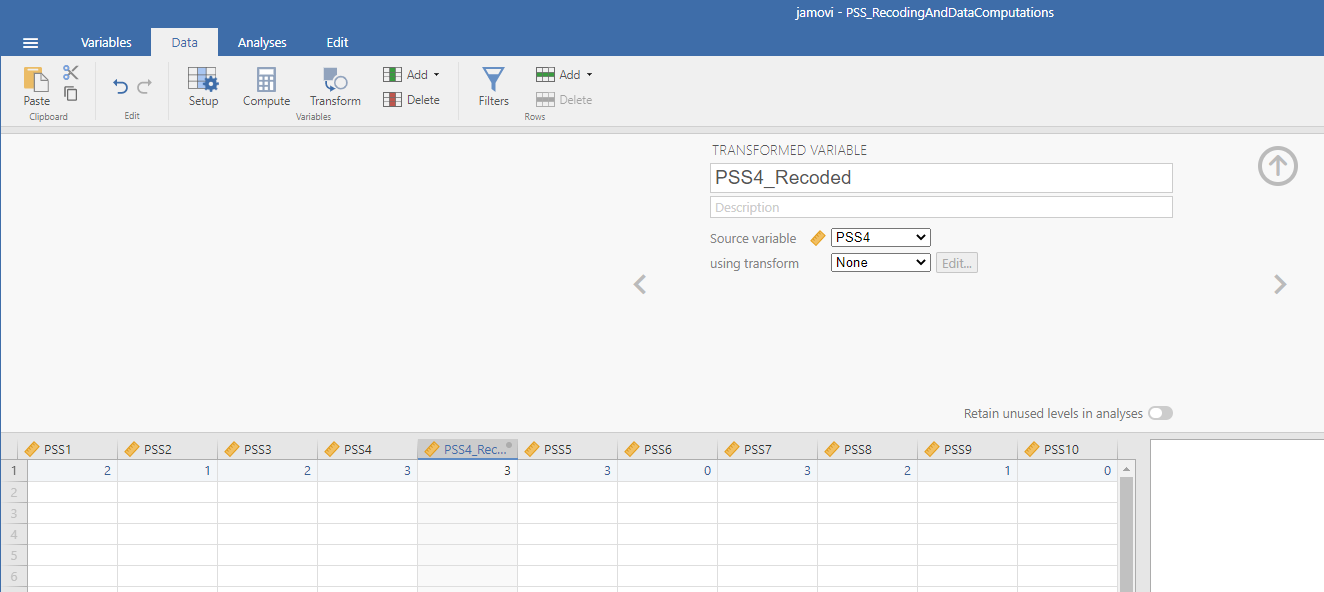 jamovi - PSS_RecodingAndDataComputations
Variables Data Analyses Edit
Paste Setup Compute Transform Add Delete Filters Add Delete
Clipboard Edit Variables Rows
TRANSFORMED VARIABLE
PSS4_Recoded
Description
Source variable PSS4
using transform None Edit...
Retain unused levels in analyses
PSS1 PSS2 PSS3 PSS4 PSS4_Rec... PSS5 PSS6 PSS7 PSS8 PSS9 PSS10
1 2 1 2 3 3 3 0 3 2 1 0
2
3
4
5
6